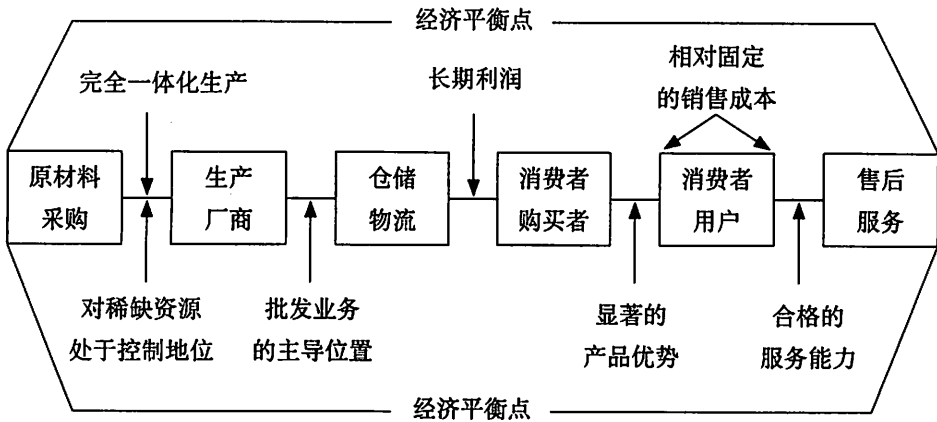 经济平衡点
完全一体化生产
长期利润
相对固定
的销售成本
原材料
采购
生产
厂商
仓储
物流
消费者
购买者
消费者
用户
售后
服务
对稀缺资源
处于控制地位
批发业务
的主导位置
显著的
产品优势
合格的
服务能力
经济平衡点